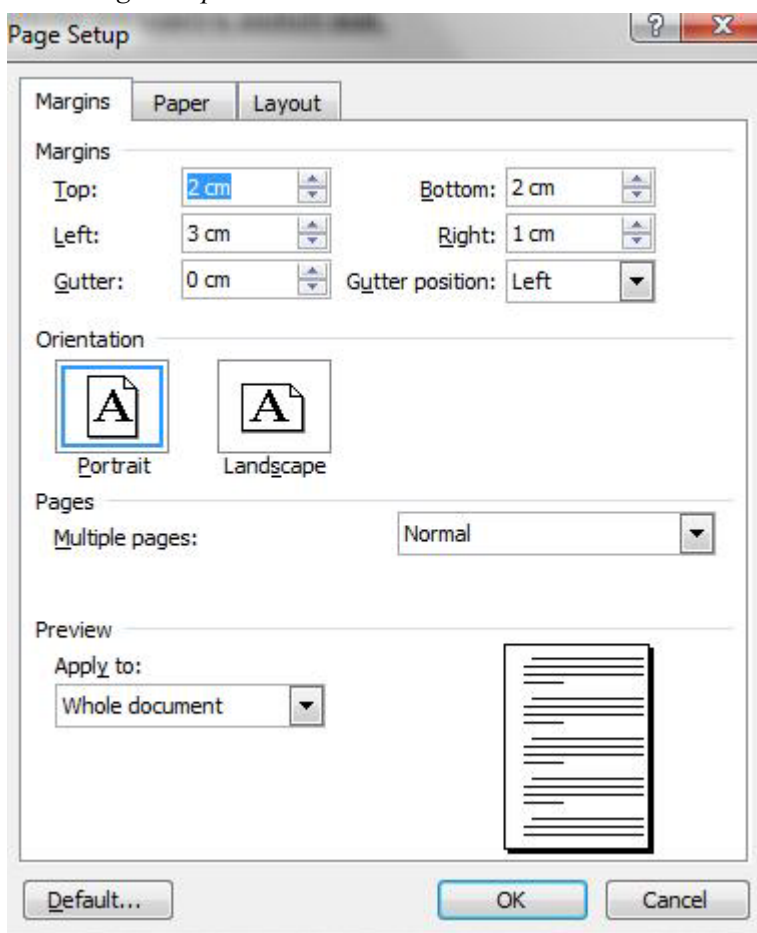 Page Setup
Margins Paper Layout
Margins
Top: 2 cm Bottom: 2 cm
Left: 3 cm Right: 1 cm
Gutter: 0 cm Gutter position: Left
Orientation
A A
Portrait Landscape
Pages
Multiple pages: Normal
Preview
Apply to:
Whole document
Default... OK Cancel